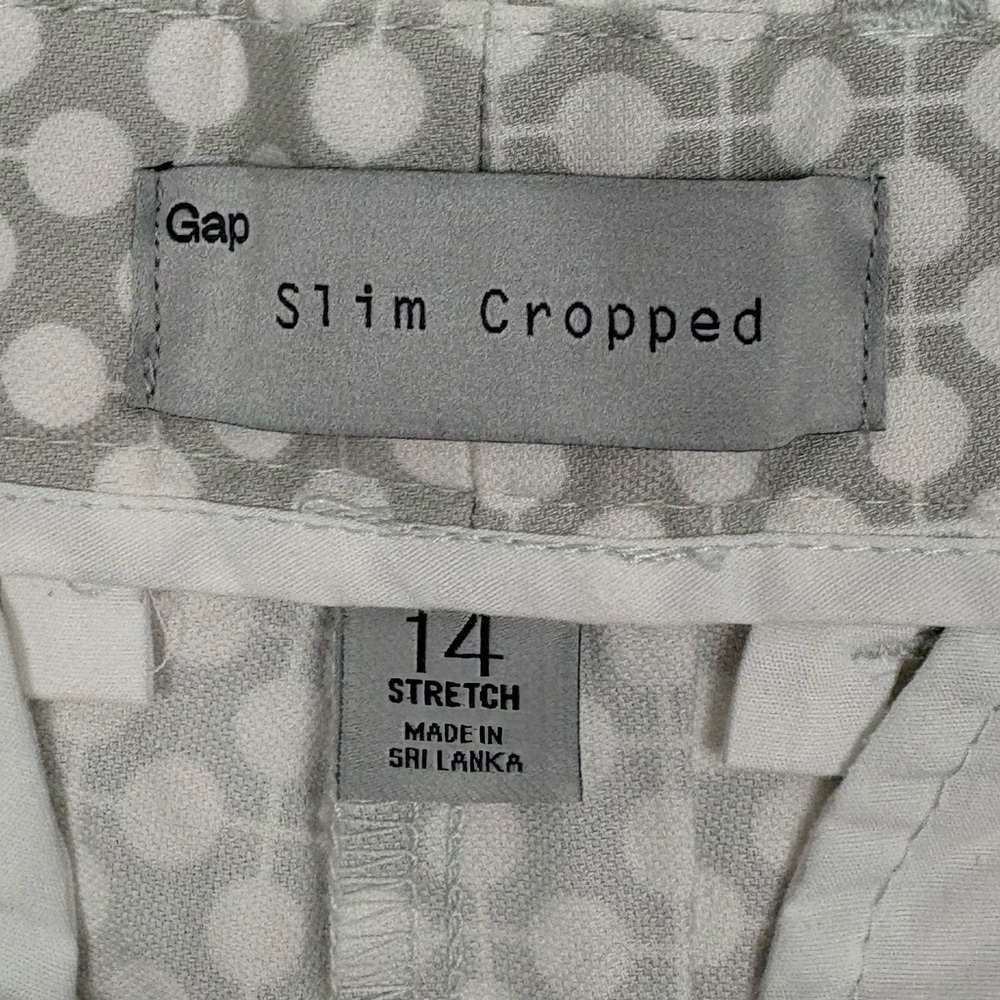 Gap
Slim Cropped
14
STRETCH
MADE IN
SRI LANKA